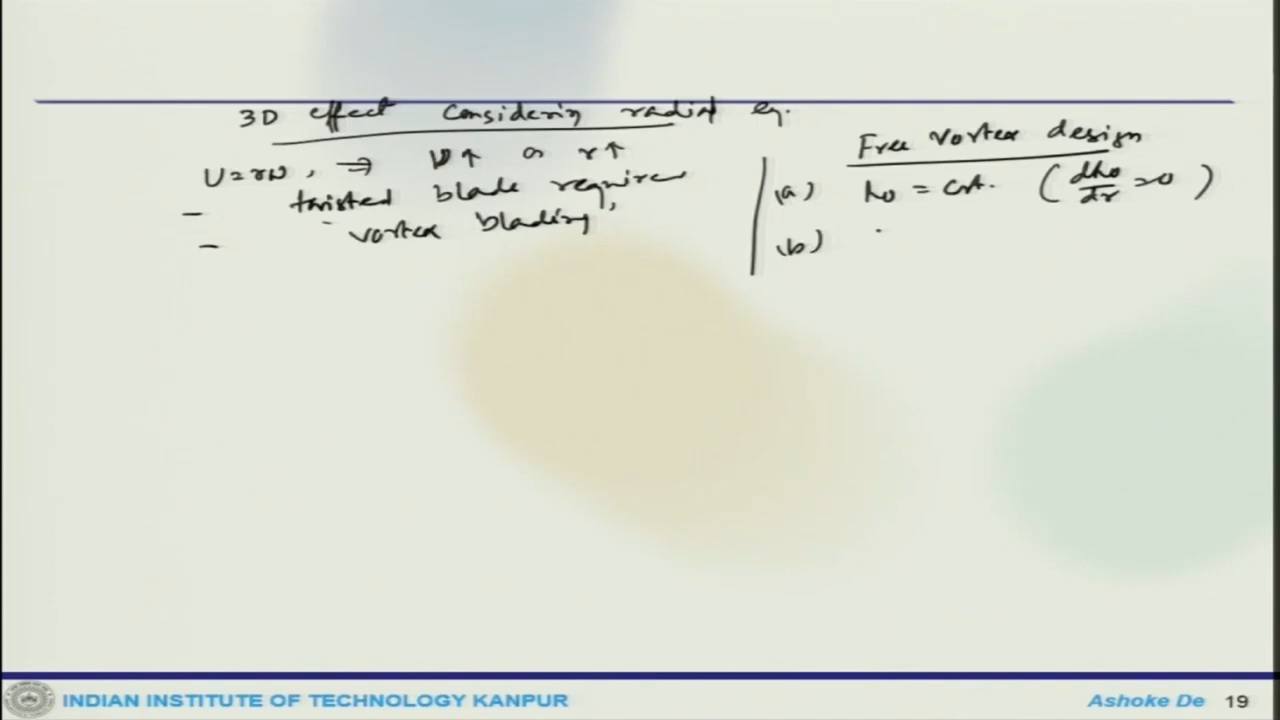 3D effect considering radial eq.
U = rω, ⇒ U↑ as r↑
- twisted blade requires
- vortex blading,
Free vortex design
(a) h₀ = cst. (dh₀/dr = 0)
(b)
INDIAN INSTITUTE OF TECHNOLOGY KANPUR
Ashoke De 19